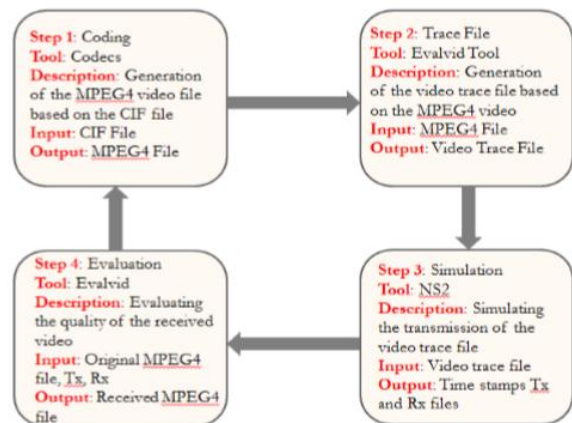 Step 1: Coding
Tool: Codecs
Description: Generation
of the MPEG4 video file
based on the CIF file
Input: CIF File
Output: MPEG4 File
Step 2: Trace File
Tool: Evalvid Tool
Description: Generation
of the video trace file based
on the MPEG4 video
Input: MPEG4 File
Output: Video Trace File
Step 3: Simulation
Tool: NS2
Description: Simulating
the transmission of the
video trace file
Input: Video trace file
Output: Time stamps Tx
and Rx files
Step 4: Evaluation
Tool: Evalvid
Description: Evaluating
the quality of the received
video
Input: Original MPEG4
file, Tx, Rx
Output: Received MPEG4
file